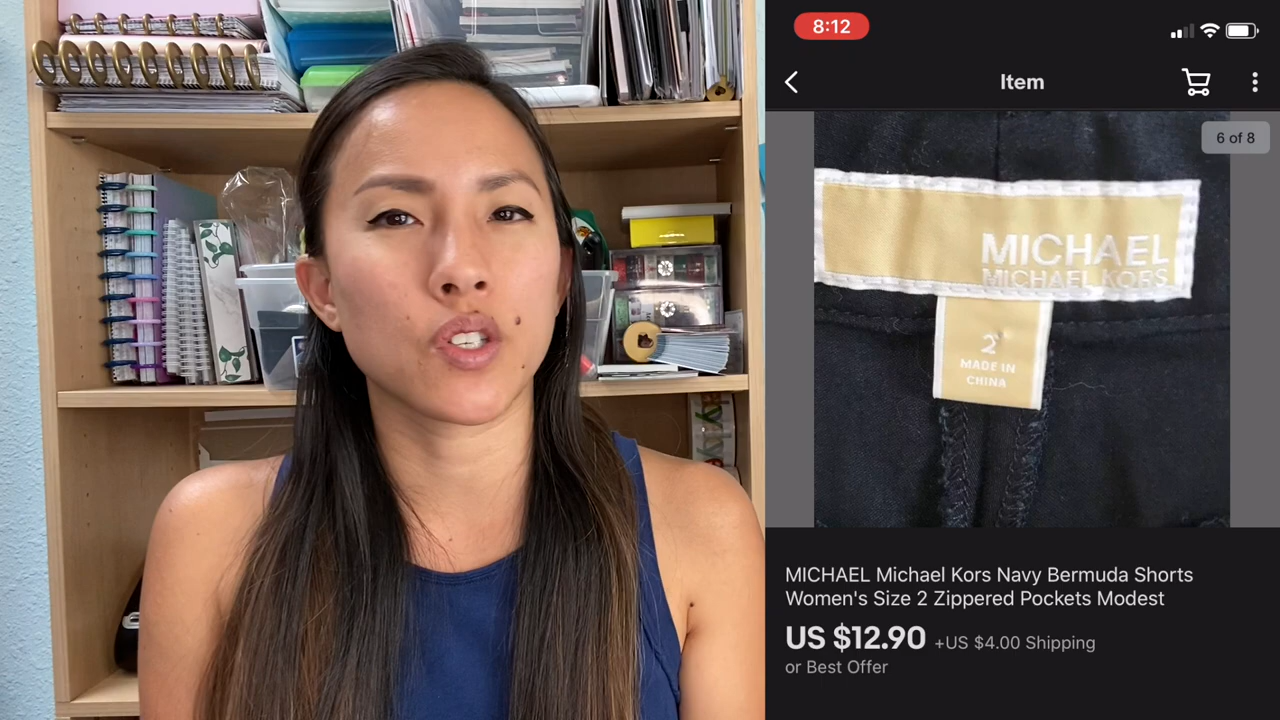 8:12
Item
6 of 8
MICHAEL
MICHAEL KORS
2
MADE IN
CHINA
MICHAEL Michael Kors Navy Bermuda Shorts
Women's Size 2 Zippered Pockets Modest
US $12.90 +US $4.00 Shipping
or Best Offer